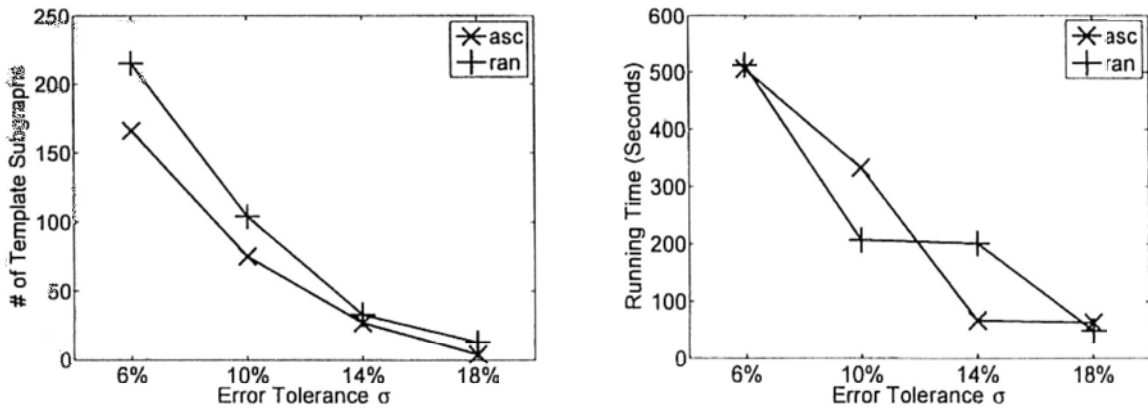 250
200
150
100
50
0
# of Template Subgraphs
asc
ran
6%
10%
14%
18%
Error Tolerance σ
600
500
400
300
200
100
0
Running Time (Seconds)
asc
ran
6%
10%
14%
18%
Error Tolerance σ